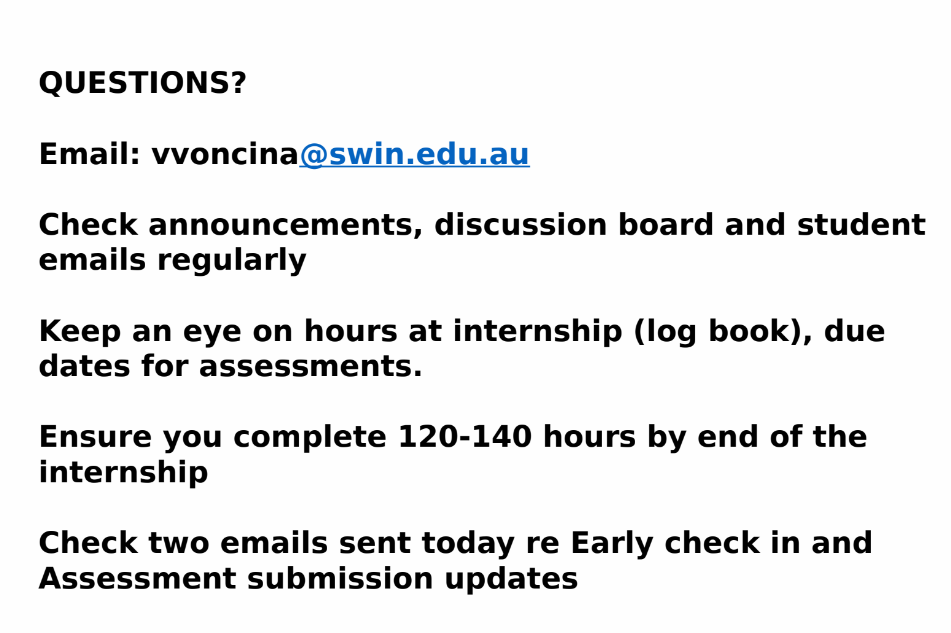 QUESTIONS?
Email: vvoncina@swin.edu.au
Check announcements, discussion board and student
emails regularly
Keep an eye on hours at internship (log book), due
dates for assessments.
Ensure you complete 120-140 hours by end of the
internship
Check two emails sent today re Early check in and
Assessment submission updates